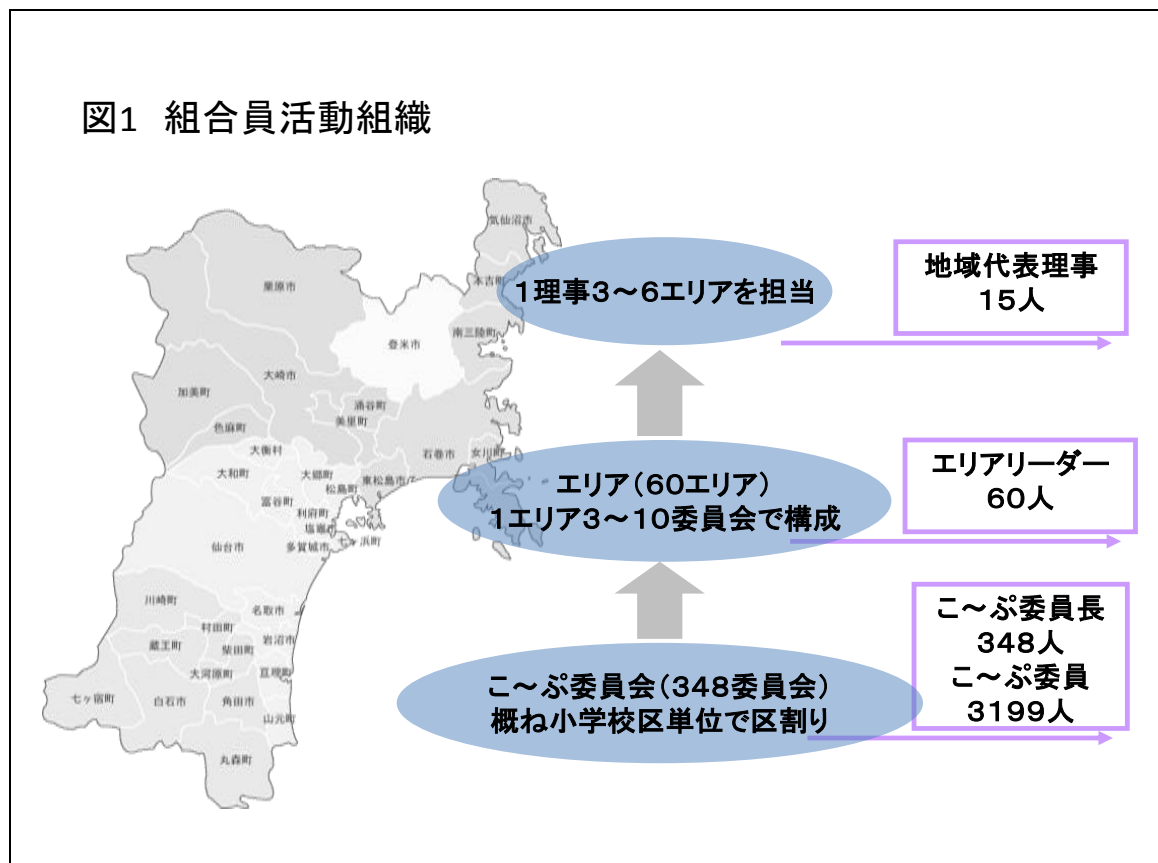 図1 組合員活動組織
気仙沼市
本吉町
栗原市
南三陸町
登米市
大崎市
加美町
涌谷町
美里町
色麻町
大衡村
石巻市
女川町
大和町
大郷町
東松島市
松島町
富谷町
利府町
塩竈
仙台市
多賀城市
七ヶ浜町
川崎町
名取市
村田町
岩沼市
蔵王町
柴田町
大河原町
亘理町
七ヶ宿町
白石市
角田市
山元町
丸森町
1理事3～6エリアを担当
地域代表理事
15人
エリア(60エリア)
1エリア3～10委員会で構成
エリアリーダー
60人
こ～ぷ委員会(348委員会)
概ね小学校区単位で区割り
こ～ぷ委員長
348人
こ～ぷ委員
3199人